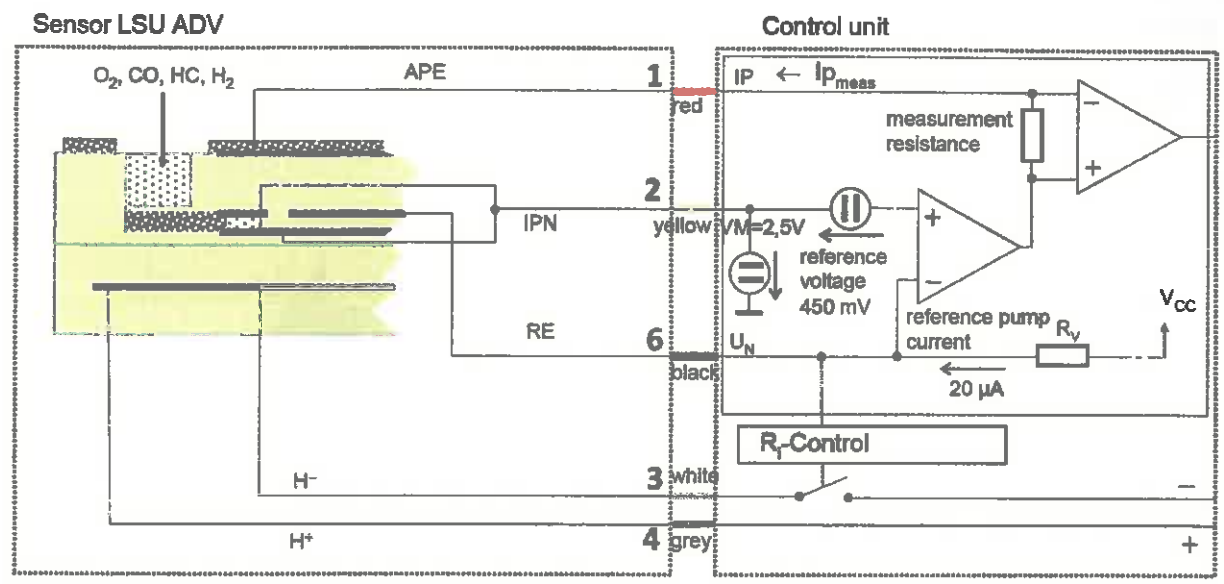 Sensor LSU ADV
Control unit
O₂, CO, HC, H₂
APE
1
red
IP ← Ip_meas
measurement
resistance
−
+
2
yellow
IPN
VM=2,5V
reference
voltage
450 mV
+
−
RE
6
black
U_N
reference pump
current
20 µA
R_V
V_CC
R_i-Control
H−
3
white
−
H+
4
grey
+